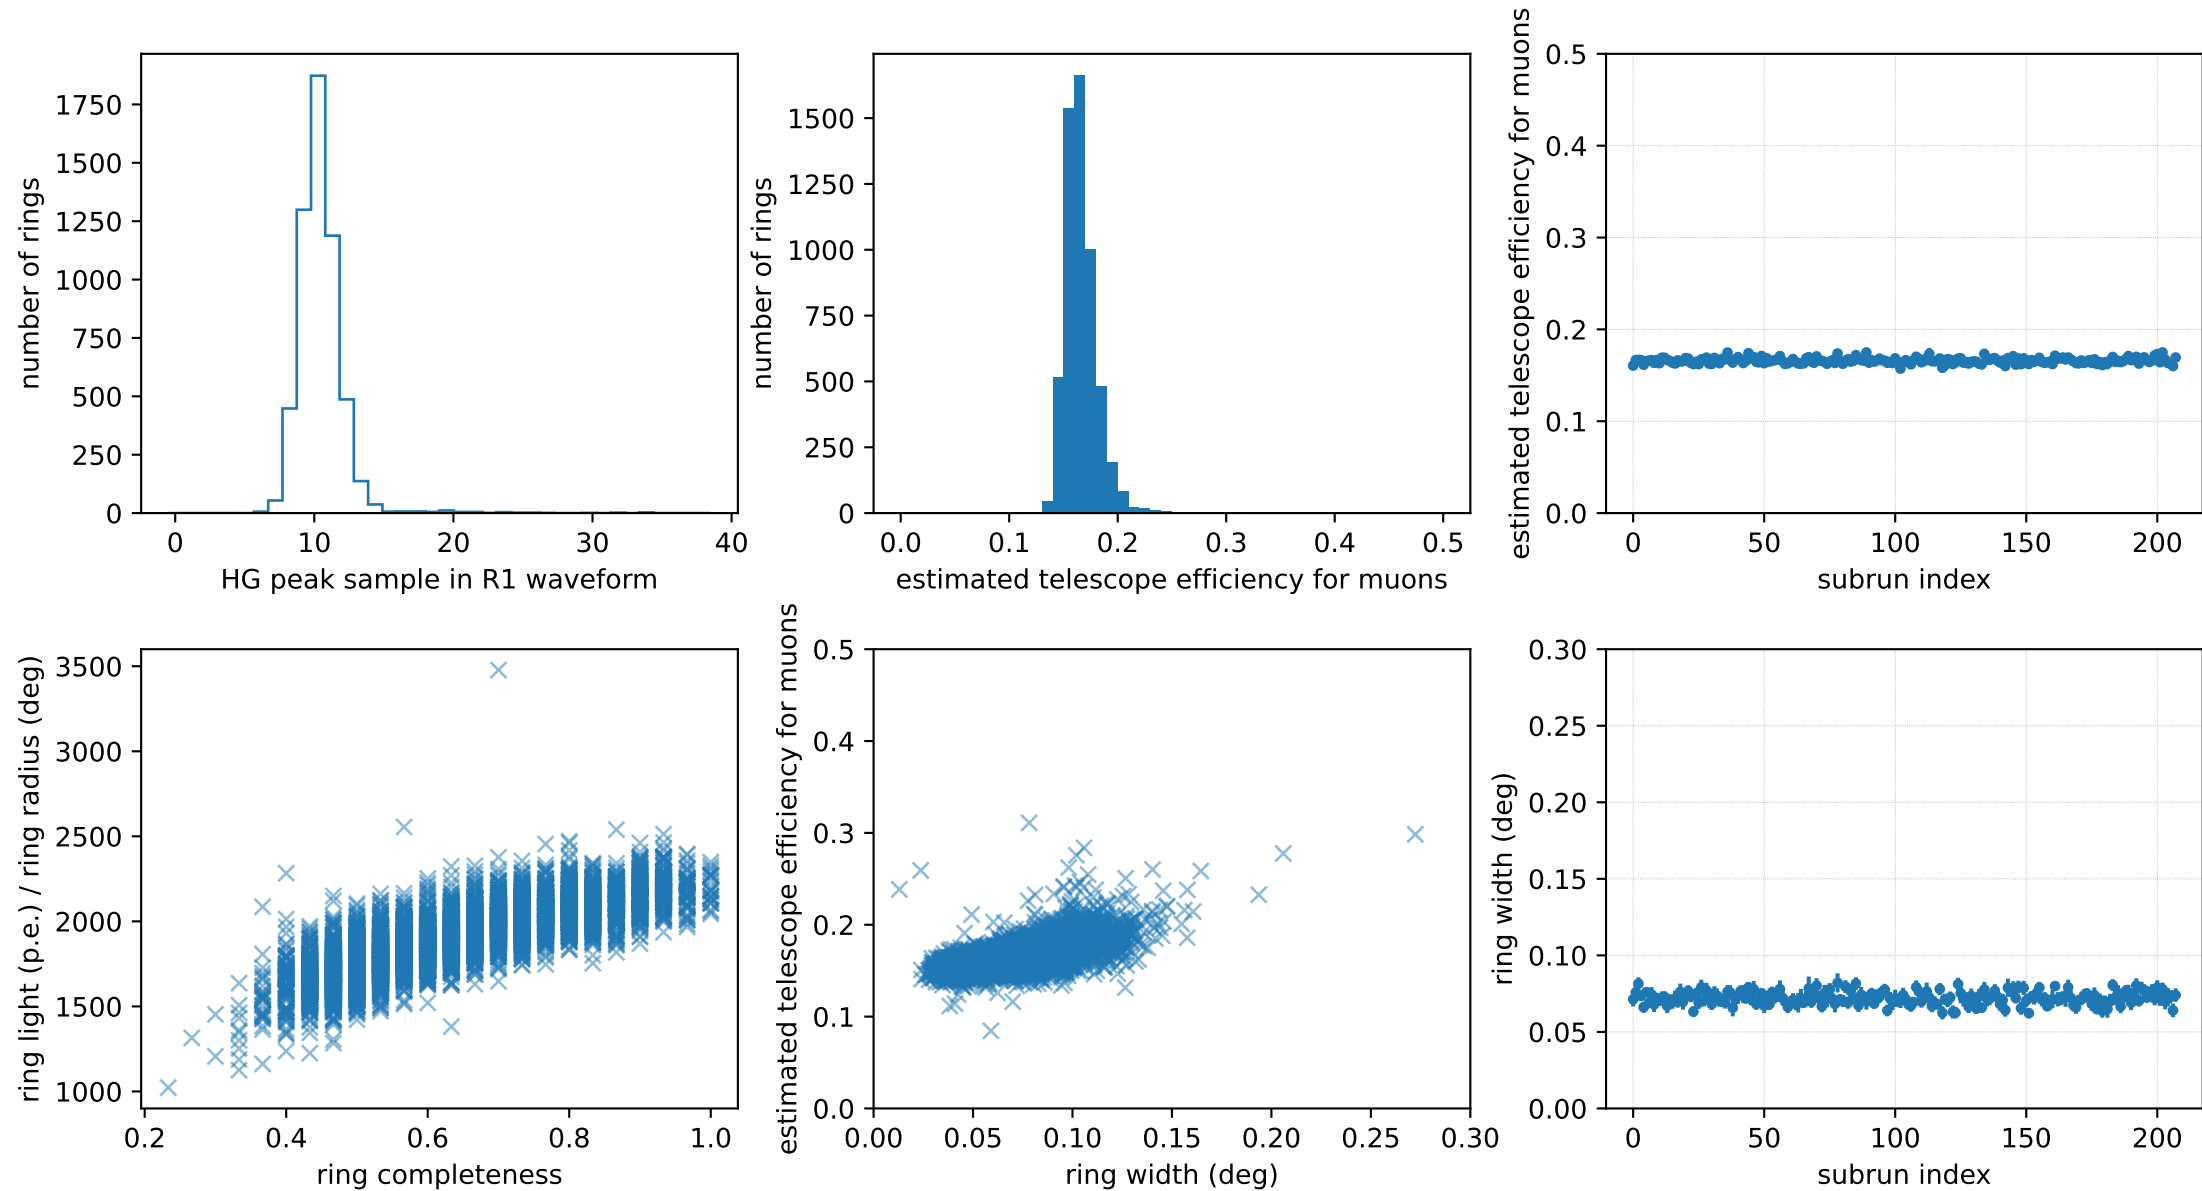 number of rings
1750
1500
1250
1000
750
500
250
0
0 10 20 30 40
HG peak sample in R1 waveform
number of rings
1500
1250
1000
750
500
250
0
0.0 0.1 0.2 0.3 0.4 0.5
estimated telescope efficiency for muons
estimated telescope efficiency for muons
0.5
0.4
0.3
0.2
0.1
0.0
0 50 100 150 200
subrun index
ring light (p.e.) / ring radius (deg)
3500
3000
2500
2000
1500
1000
0.2 0.4 0.6 0.8 1.0
ring completeness
estimated telescope efficiency for muons
0.5
0.4
0.3
0.2
0.1
0.0
0.00 0.05 0.10 0.15 0.20 0.25 0.30
ring width (deg)
ring width (deg)
0.30
0.25
0.20
0.15
0.10
0.05
0.00
0 50 100 150 200
subrun index